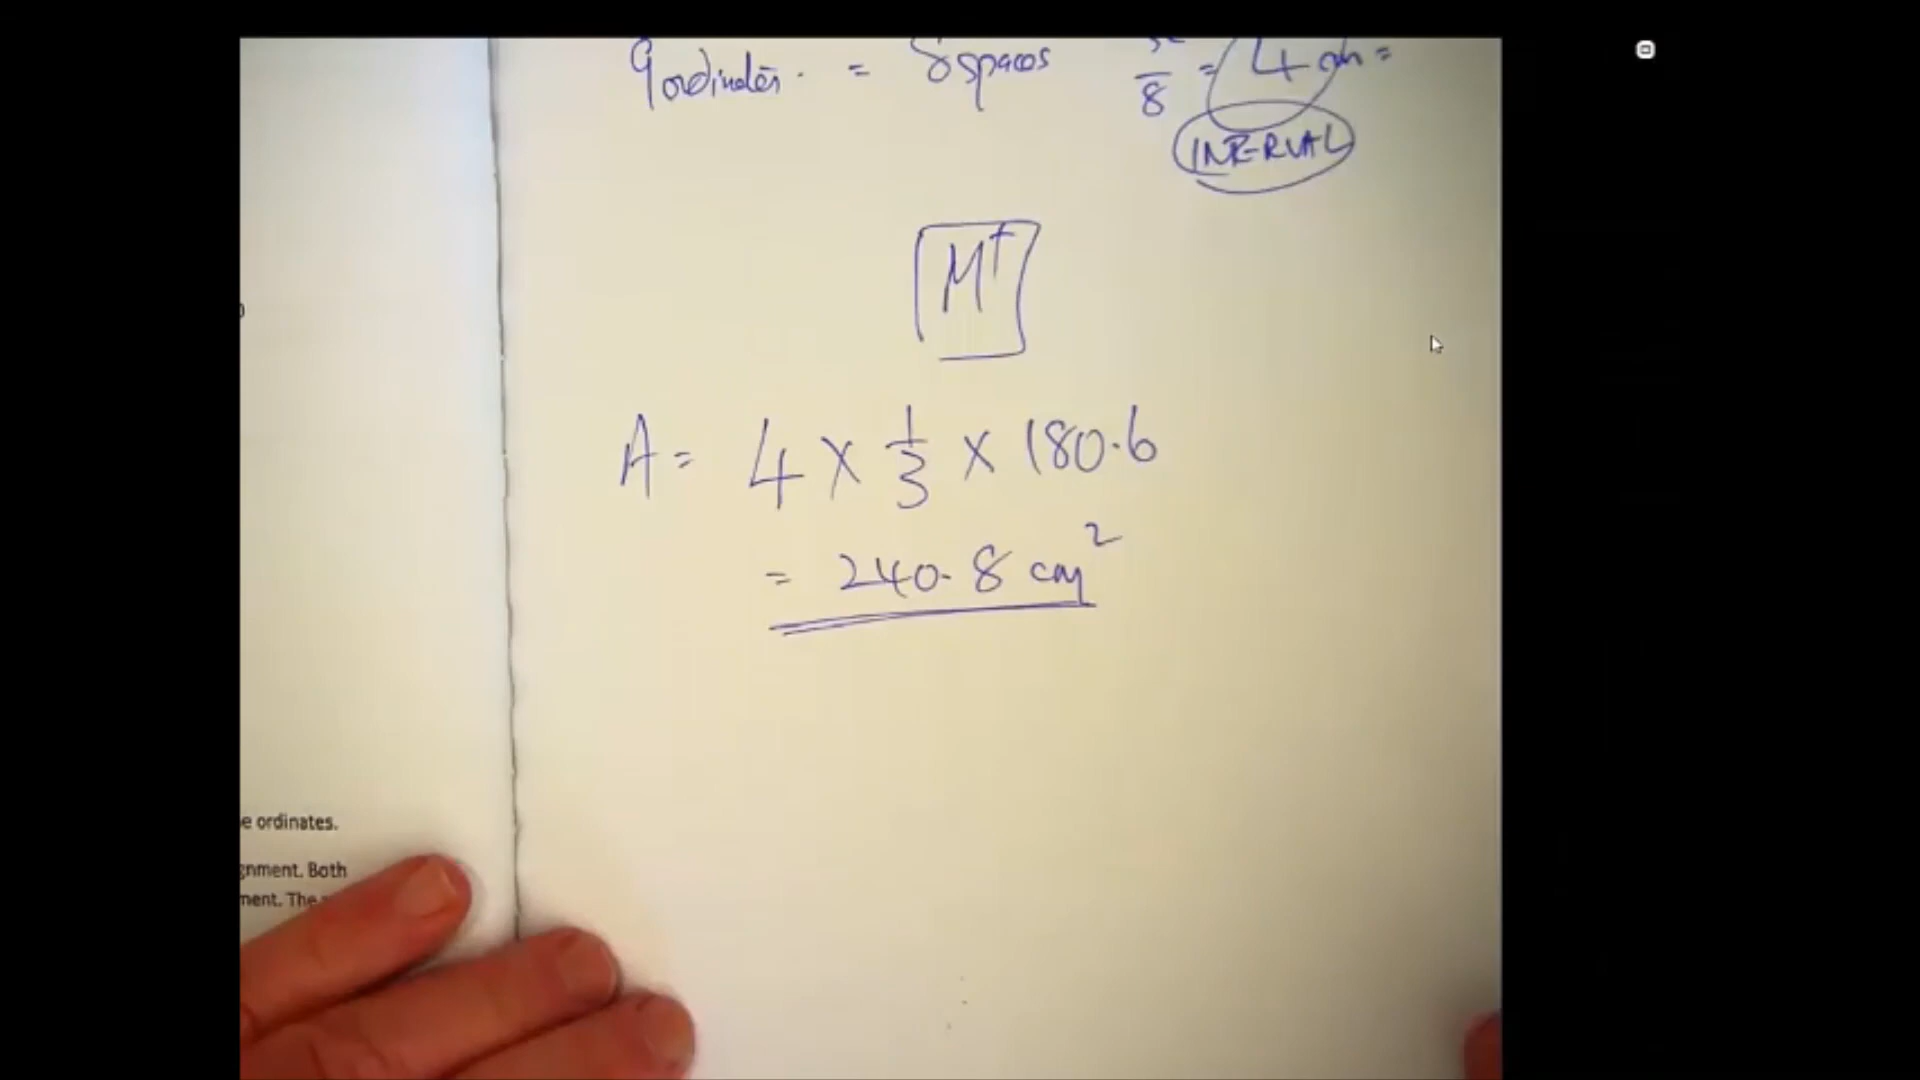 9 ordinates. = 8 spaces
8 = 4 cm =
INTERVAL
M+
A = 4 X 1/3 X 180.6
= 240.8 cm²
e ordinates.
gnment. Both
ment. The